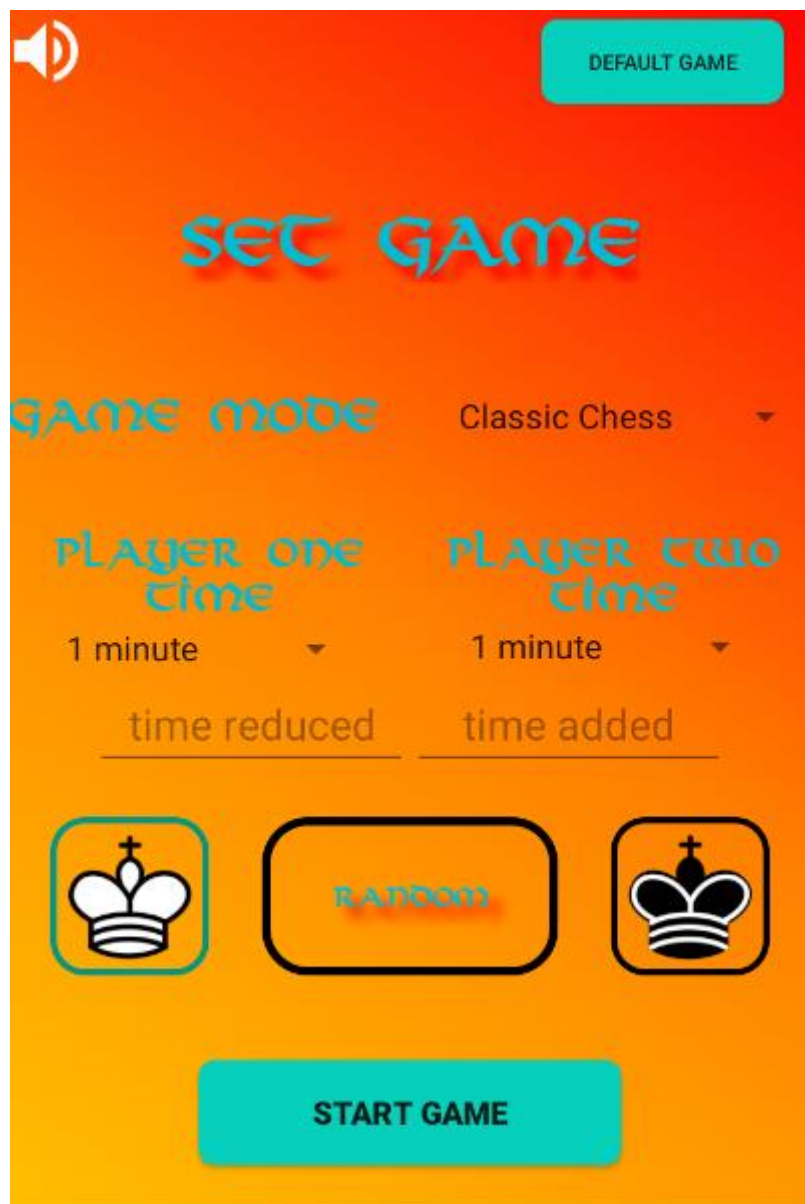 DEFAULT GAME
SET GAME
GAME MODE
Classic Chess
PLAYER ONE
TIME
PLAYER TWO
TIME
1 minute
1 minute
time reduced
time added
RANDOM
START GAME